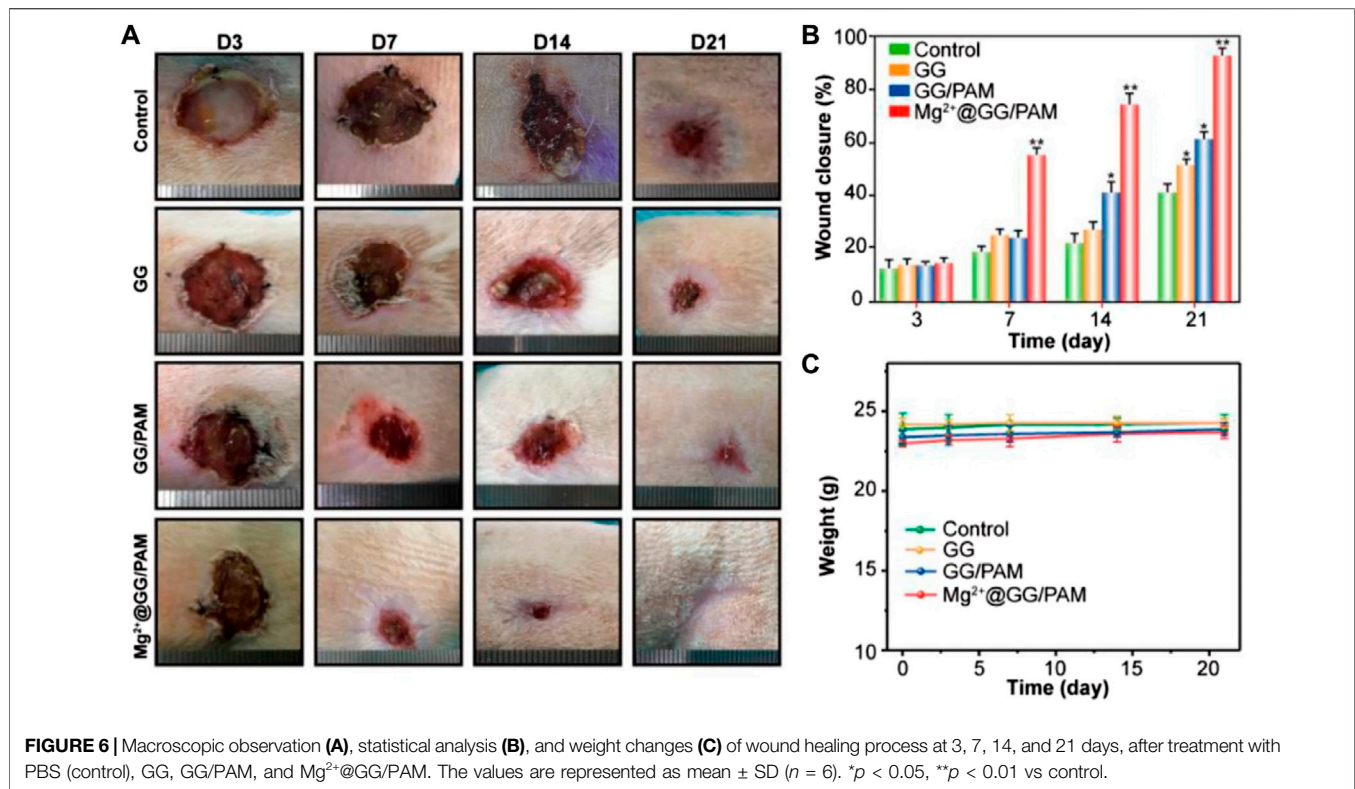 A
D3 D7 D14 D21
Control
GG
GG/PAM
Mg²⁺@GG/PAM
B
100
80
60
40
20
0
Wound closure (%)
Control
GG
GG/PAM
Mg²⁺@GG/PAM
**
*
**
*
*
**
3 7 14 21
Time (day)
C
25
20
15
10
Weight (g)
Control
GG
GG/PAM
Mg²⁺@GG/PAM
0 5 10 15 20
Time (day)
FIGURE 6 | Macroscopic observation (A), statistical analysis (B), and weight changes (C) of wound healing process at 3, 7, 14, and 21 days, after treatment with
PBS (control), GG, GG/PAM, and Mg²⁺@GG/PAM. The values are represented as mean ± SD (n = 6). *p < 0.05, **p < 0.01 vs control.